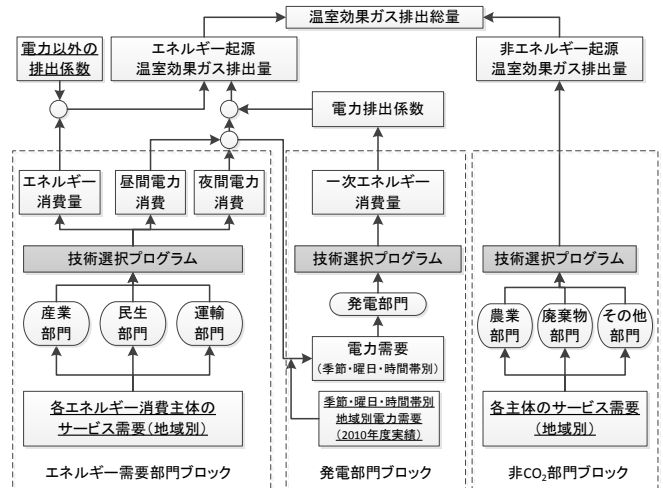 温室効果ガス排出総量
電力以外の
排出係数
エネルギー起源
温室効果ガス排出量
非エネルギー起源
温室効果ガス排出量
電力排出係数
エネルギー
消費量
昼間電力
消費
夜間電力
消費
一次エネルギー
消費量
技術選択プログラム
技術選択プログラム
技術選択プログラム
産業
部門
民生
部門
運輸
部門
発電部門
農業
部門
廃棄物
部門
その他
部門
電力需要
(季節・曜日・時間帯別)
各エネルギー消費主体の
サービス需要(地域別)
季節・曜日・時間帯別
地域別電力需要
(2010年度実績)
各主体のサービス需要
(地域別)
エネルギー需要部門ブロック
発電部門ブロック
非CO₂部門ブロック